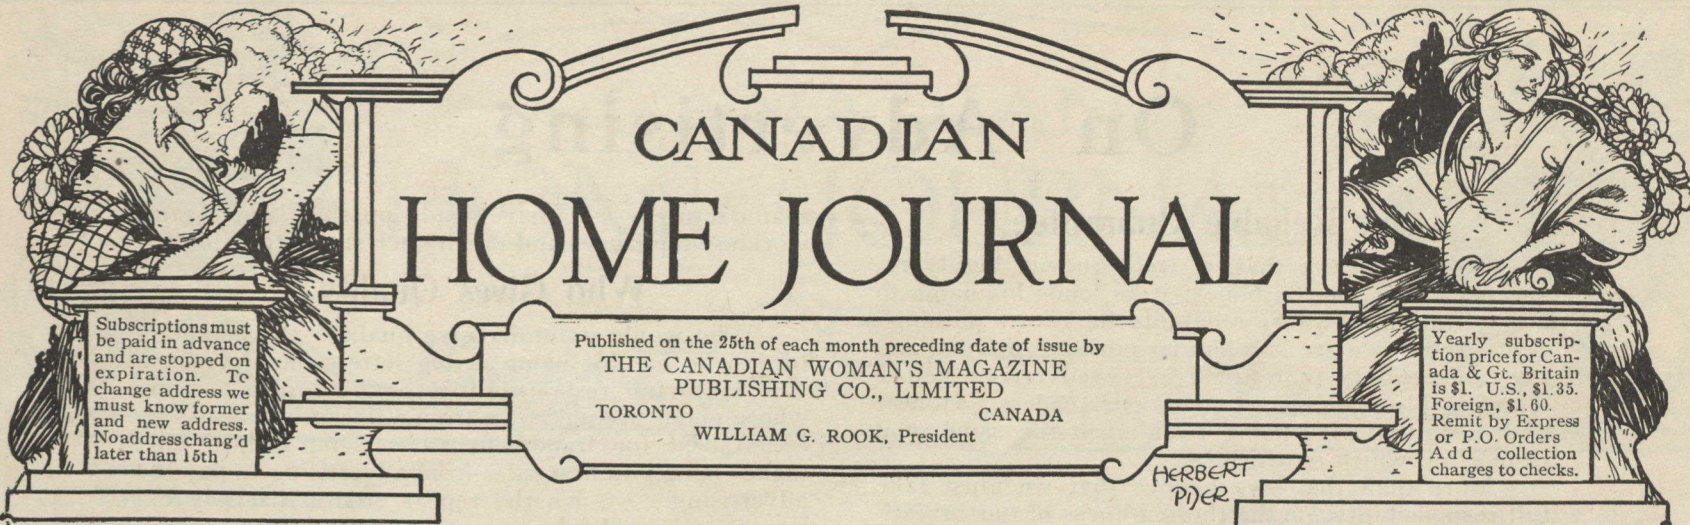 CANADIAN
HOME JOURNAL
Subscriptions must
be paid in advance
and are stopped on
expiration. To
change address we
must know former
and new address.
No address chang'd
later than 15th
Published on the 25th of each month preceding date of issue by
THE CANADIAN WOMAN'S MAGAZINE
PUBLISHING CO., LIMITED
TORONTO CANADA
WILLIAM G. ROOK, President
Yearly subscrip-
tion price for Can-
ada & Gt. Britain
is $1. U.S., $1.35.
Foreign, $1.60.
Remit by Express
or P.O. Orders
Add collection
charges to checks.
HERBERT